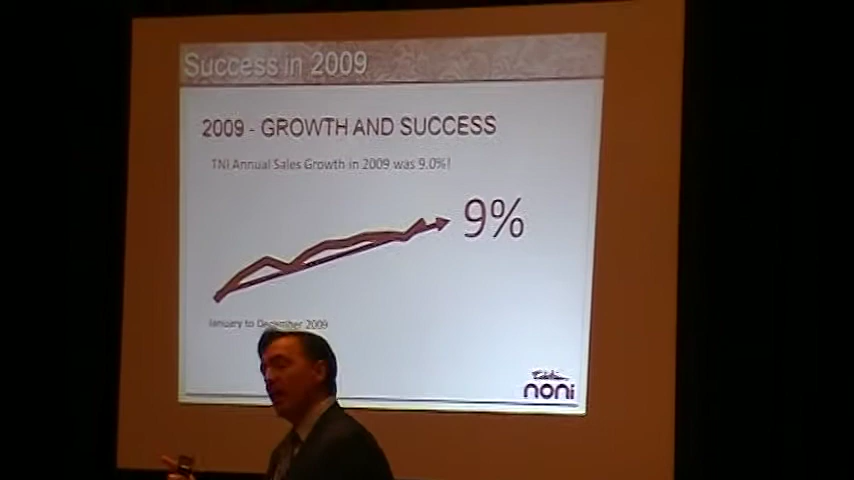 Success in 2009
2009 - GROWTH AND SUCCESS
TNI Annual Sales Growth in 2009 was 9.0%!
9%
January to December 2009
Tahitian
noni